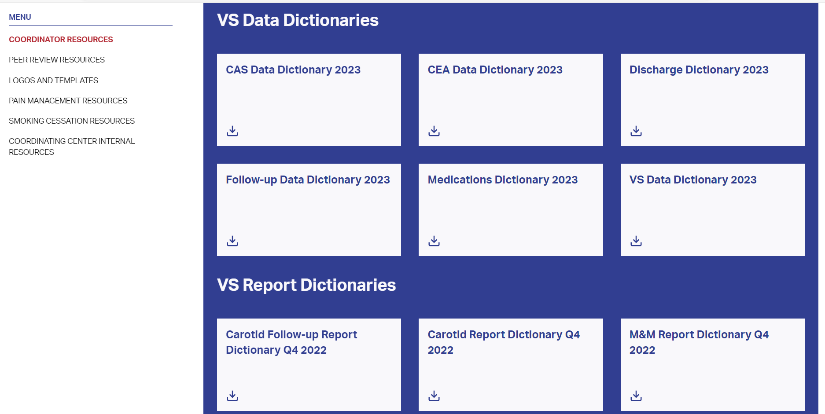 MENU
COORDINATOR RESOURCES
PEER REVIEW RESOURCES
LOGOS AND TEMPLATES
PAIN MANAGEMENT RESOURCES
SMOKING CESSATION RESOURCES
COORDINATING CENTER INTERNAL
RESOURCES
VS Data Dictionaries
CAS Data Dictionary 2023
CEA Data Dictionary 2023
Discharge Dictionary 2023
Follow-up Data Dictionary 2023
Medications Dictionary 2023
VS Data Dictionary 2023
VS Report Dictionaries
Carotid Follow-up Report
Dictionary Q4 2022
Carotid Report Dictionary Q4
2022
M&M Report Dictionary Q4
2022